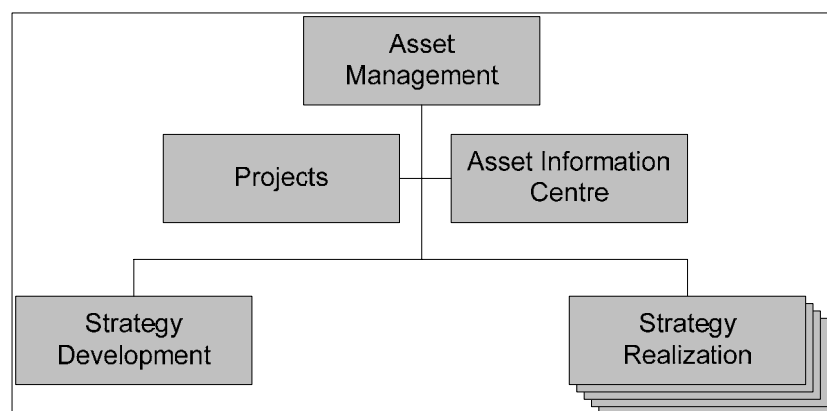 Asset
Management
Projects
Asset Information
Centre
Strategy
Development
Strategy
Realization